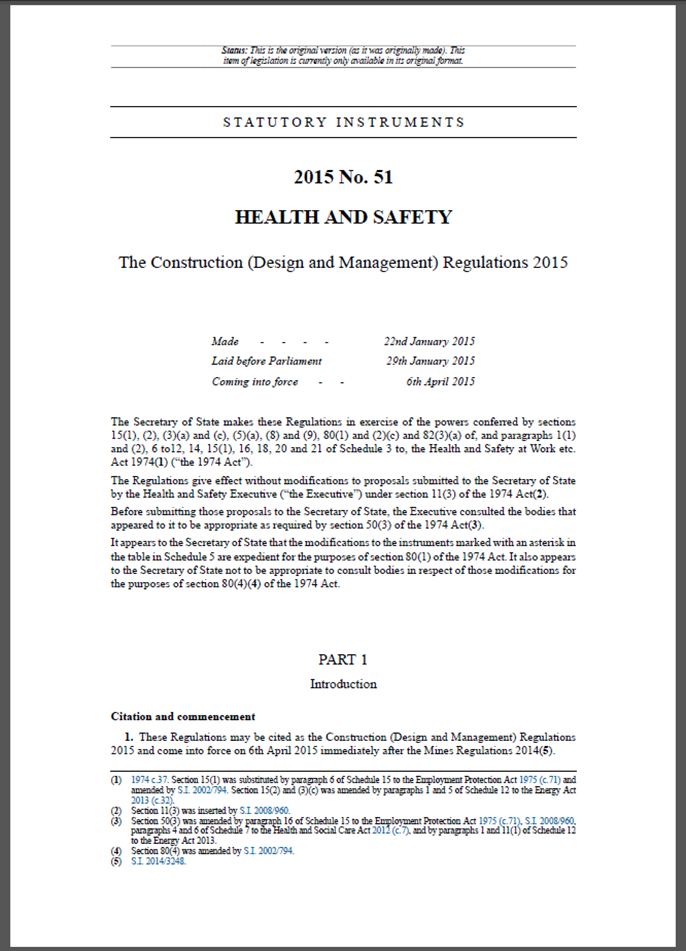 Status: This is the original version (as it was originally made). This
item of legislation is currently only available in its original format.
STATUTORY INSTRUMENTS
2015 No. 51
HEALTH AND SAFETY
The Construction (Design and Management) Regulations 2015
Made - - - - 22nd January 2015
Laid before Parliament 29th January 2015
Coming into force - - 6th April 2015
The Secretary of State makes these Regulations in exercise of the powers conferred by sections
15(1), (2), (3)(a) and (c), (5)(a), (8) and (9), 80(1) and (2)(c) and 82(3)(a) of, and paragraphs 1(1)
and (2), 6 to12, 14, 15(1), 16, 18, 20 and 21 of Schedule 3 to, the Health and Safety at Work etc.
Act 1974(1) (“the 1974 Act”).
The Regulations give effect without modifications to proposals submitted to the Secretary of State
by the Health and Safety Executive (“the Executive”) under section 11(3) of the 1974 Act(2).
Before submitting those proposals to the Secretary of State, the Executive consulted the bodies that
appeared to it to be appropriate as required by section 50(3) of the 1974 Act(3).
It appears to the Secretary of State that the modifications to the instruments marked with an asterisk in
the table in Schedule 5 are expedient for the purposes of section 80(1) of the 1974 Act. It also appears
to the Secretary of State not to be appropriate to consult bodies in respect of those modifications for
the purposes of section 80(4)(4) of the 1974 Act.
PART 1
Introduction
Citation and commencement
1. These Regulations may be cited as the Construction (Design and Management) Regulations
2015 and come into force on 6th April 2015 immediately after the Mines Regulations 2014(5).
(1) 1974 c.37. Section 15(1) was substituted by paragraph 6 of Schedule 15 to the Employment Protection Act 1975 (c.71) and
amended by S.I. 2002/794. Section 15(2) and (3)(c) was amended by paragraphs 1 and 5 of Schedule 12 to the Energy Act
2013 (c.32).
(2) Section 11(3) was inserted by S.I. 2008/960.
(3) Section 50(3) was amended by paragraph 16 of Schedule 15 to the Employment Protection Act 1975 (c.71), S.I. 2008/960,
paragraphs 4 and 6 of Schedule 7 to the Health and Social Care Act 2012 (c.7), and by paragraphs 1 and 11(1) of Schedule 12
to the Energy Act 2013.
(4) Section 80(4) was amended by S.I. 2002/794.
(5) S.I. 2014/3248.